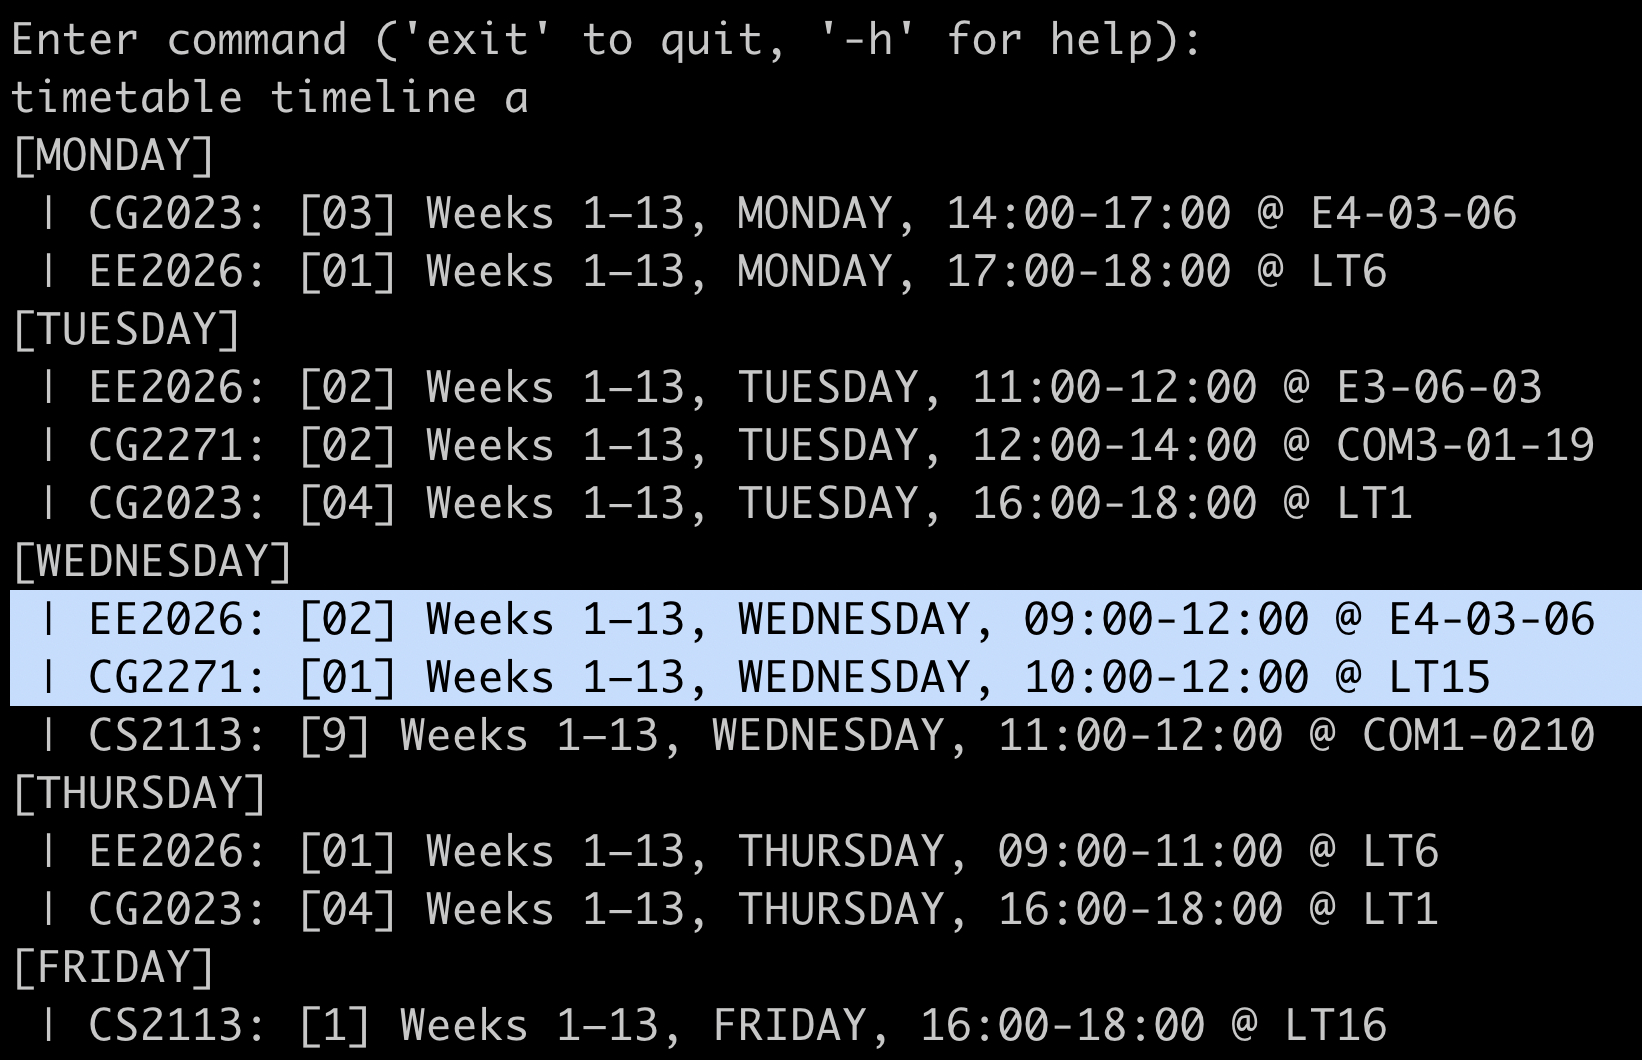 Enter command ('exit' to quit, '-h' for help):
timetable timeline a
[MONDAY]
 | CG2023: [03] Weeks 1–13, MONDAY, 14:00-17:00 @ E4-03-06
 | EE2026: [01] Weeks 1–13, MONDAY, 17:00-18:00 @ LT6
[TUESDAY]
 | EE2026: [02] Weeks 1–13, TUESDAY, 11:00-12:00 @ E3-06-03
 | CG2271: [02] Weeks 1–13, TUESDAY, 12:00-14:00 @ COM3-01-19
 | CG2023: [04] Weeks 1–13, TUESDAY, 16:00-18:00 @ LT1
[WEDNESDAY]
 | EE2026: [02] Weeks 1–13, WEDNESDAY, 09:00-12:00 @ E4-03-06
 | CG2271: [01] Weeks 1–13, WEDNESDAY, 10:00-12:00 @ LT15
 | CS2113: [9] Weeks 1–13, WEDNESDAY, 11:00-12:00 @ COM1-0210
[THURSDAY]
 | EE2026: [01] Weeks 1–13, THURSDAY, 09:00-11:00 @ LT6
 | CG2023: [04] Weeks 1–13, THURSDAY, 16:00-18:00 @ LT1
[FRIDAY]
 | CS2113: [1] Weeks 1–13, FRIDAY, 16:00-18:00 @ LT16